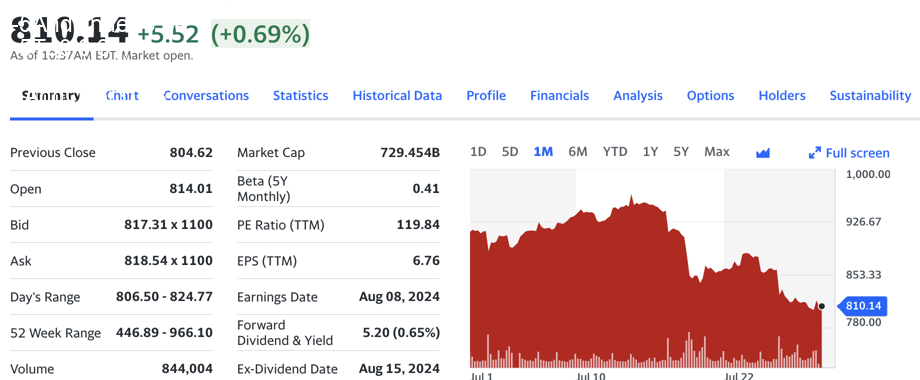 810.14 +5.52 (+0.69%)
As of 10:37AM EDT. Market open.
Summary Chart Conversations Statistics Historical Data Profile Financials Analysis Options Holders Sustainability
Previous Close 804.62
Open 814.01
Bid 817.31 x 1100
Ask 818.54 x 1100
Day's Range 806.50 - 824.77
52 Week Range 446.89 - 966.10
Volume 844,004
Market Cap 729.454B
Beta (5Y
Monthly) 0.41
PE Ratio (TTM) 119.84
EPS (TTM) 6.76
Earnings Date Aug 08, 2024
Forward
Dividend & Yield 5.20 (0.65%)
Ex-Dividend Date Aug 15, 2024
1D 5D 1M 6M YTD 1Y 5Y Max Full screen
1,000.00
926.67
853.33
810.14
780.00
Jul 1 Jul 10 Jul 22